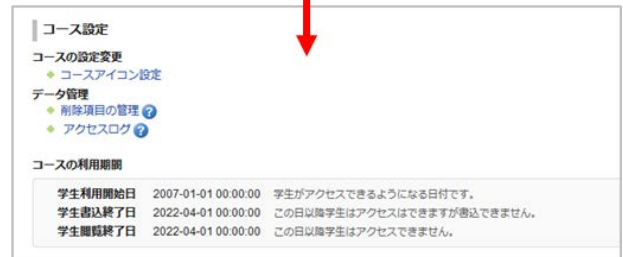 コース設定
コースの設定変更
コースアイコン設定
データ管理
削除項目の管理 ?
アクセスログ ?
コースの利用期間
学生利用開始日 2007-01-01 00:00:00 学生がアクセスできるようになる日付です。
学生書込終了日 2022-04-01 00:00:00 この日以降学生はアクセスはできますが書込できません。
学生閲覧終了日 2022-04-01 00:00:00 この日以降学生はアクセスできません。